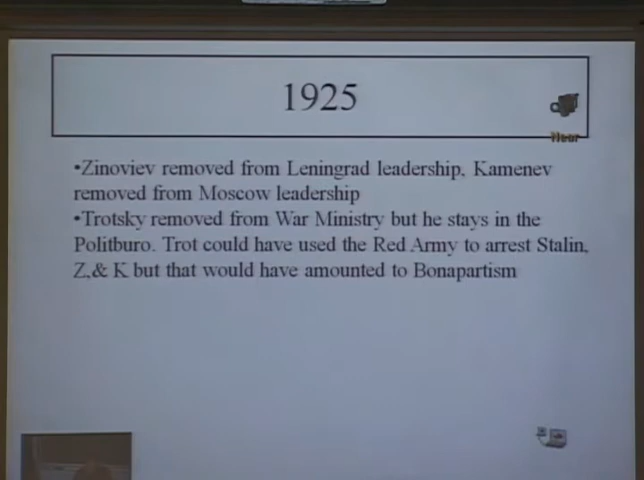 1925
Near
•Zinoviev removed from Leningrad leadership, Kamenev
removed from Moscow leadership
•Trotsky removed from War Ministry but he stays in the
Politburo. Trot could have used the Red Army to arrest Stalin,
Z,& K but that would have amounted to Bonapartism